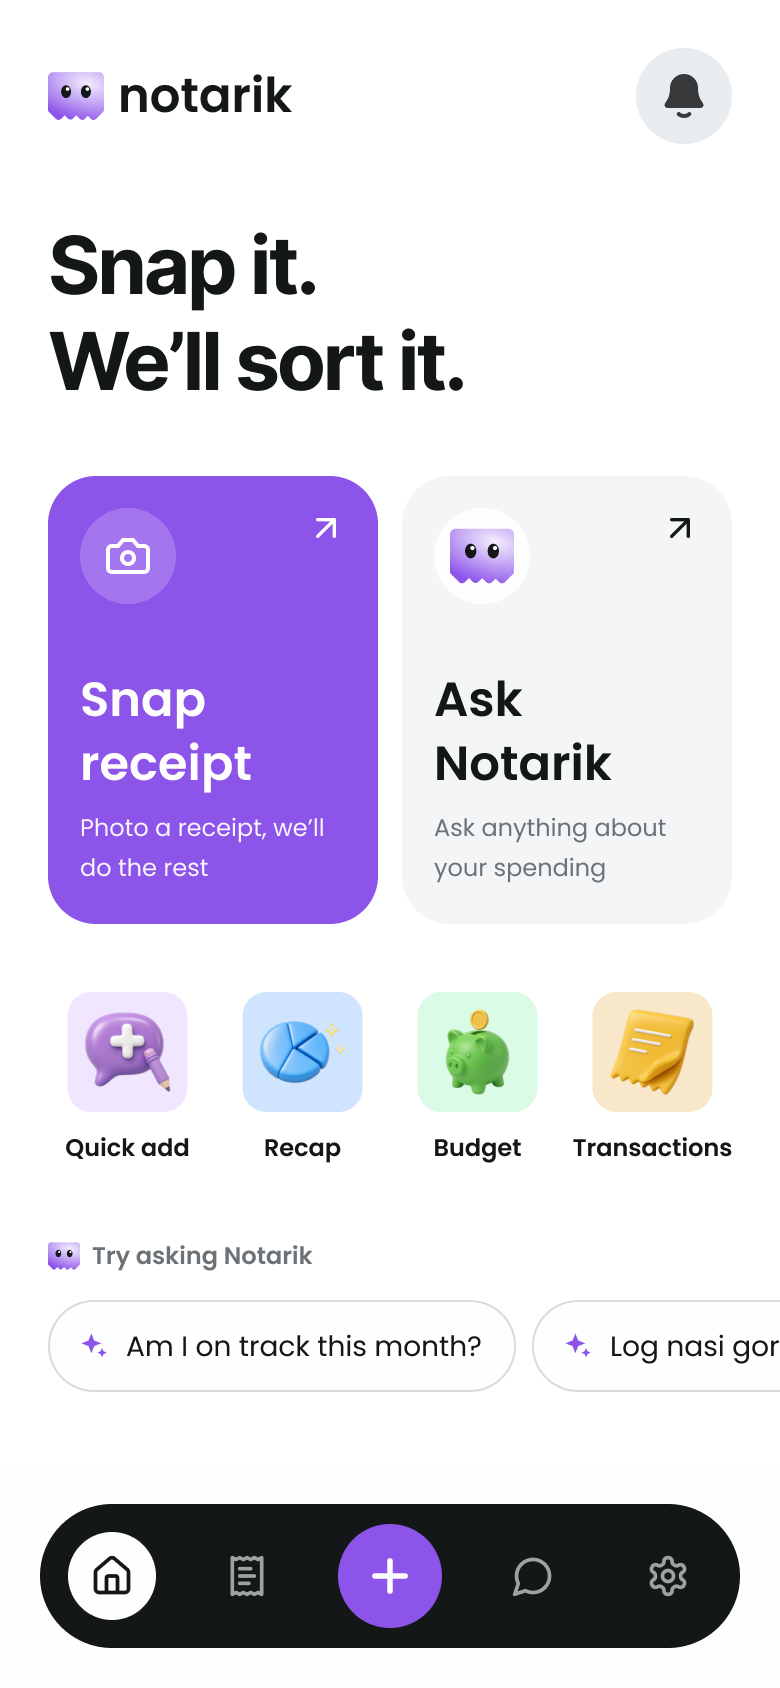 notarik
Snap it.
We’ll sort it.
Snap
receipt
Photo a receipt, we’ll
do the rest
Ask
Notarik
Ask anything about
your spending
Quick add
Recap
Budget
Transactions
Try asking Notarik
Am I on track this month?
Log nasi gor